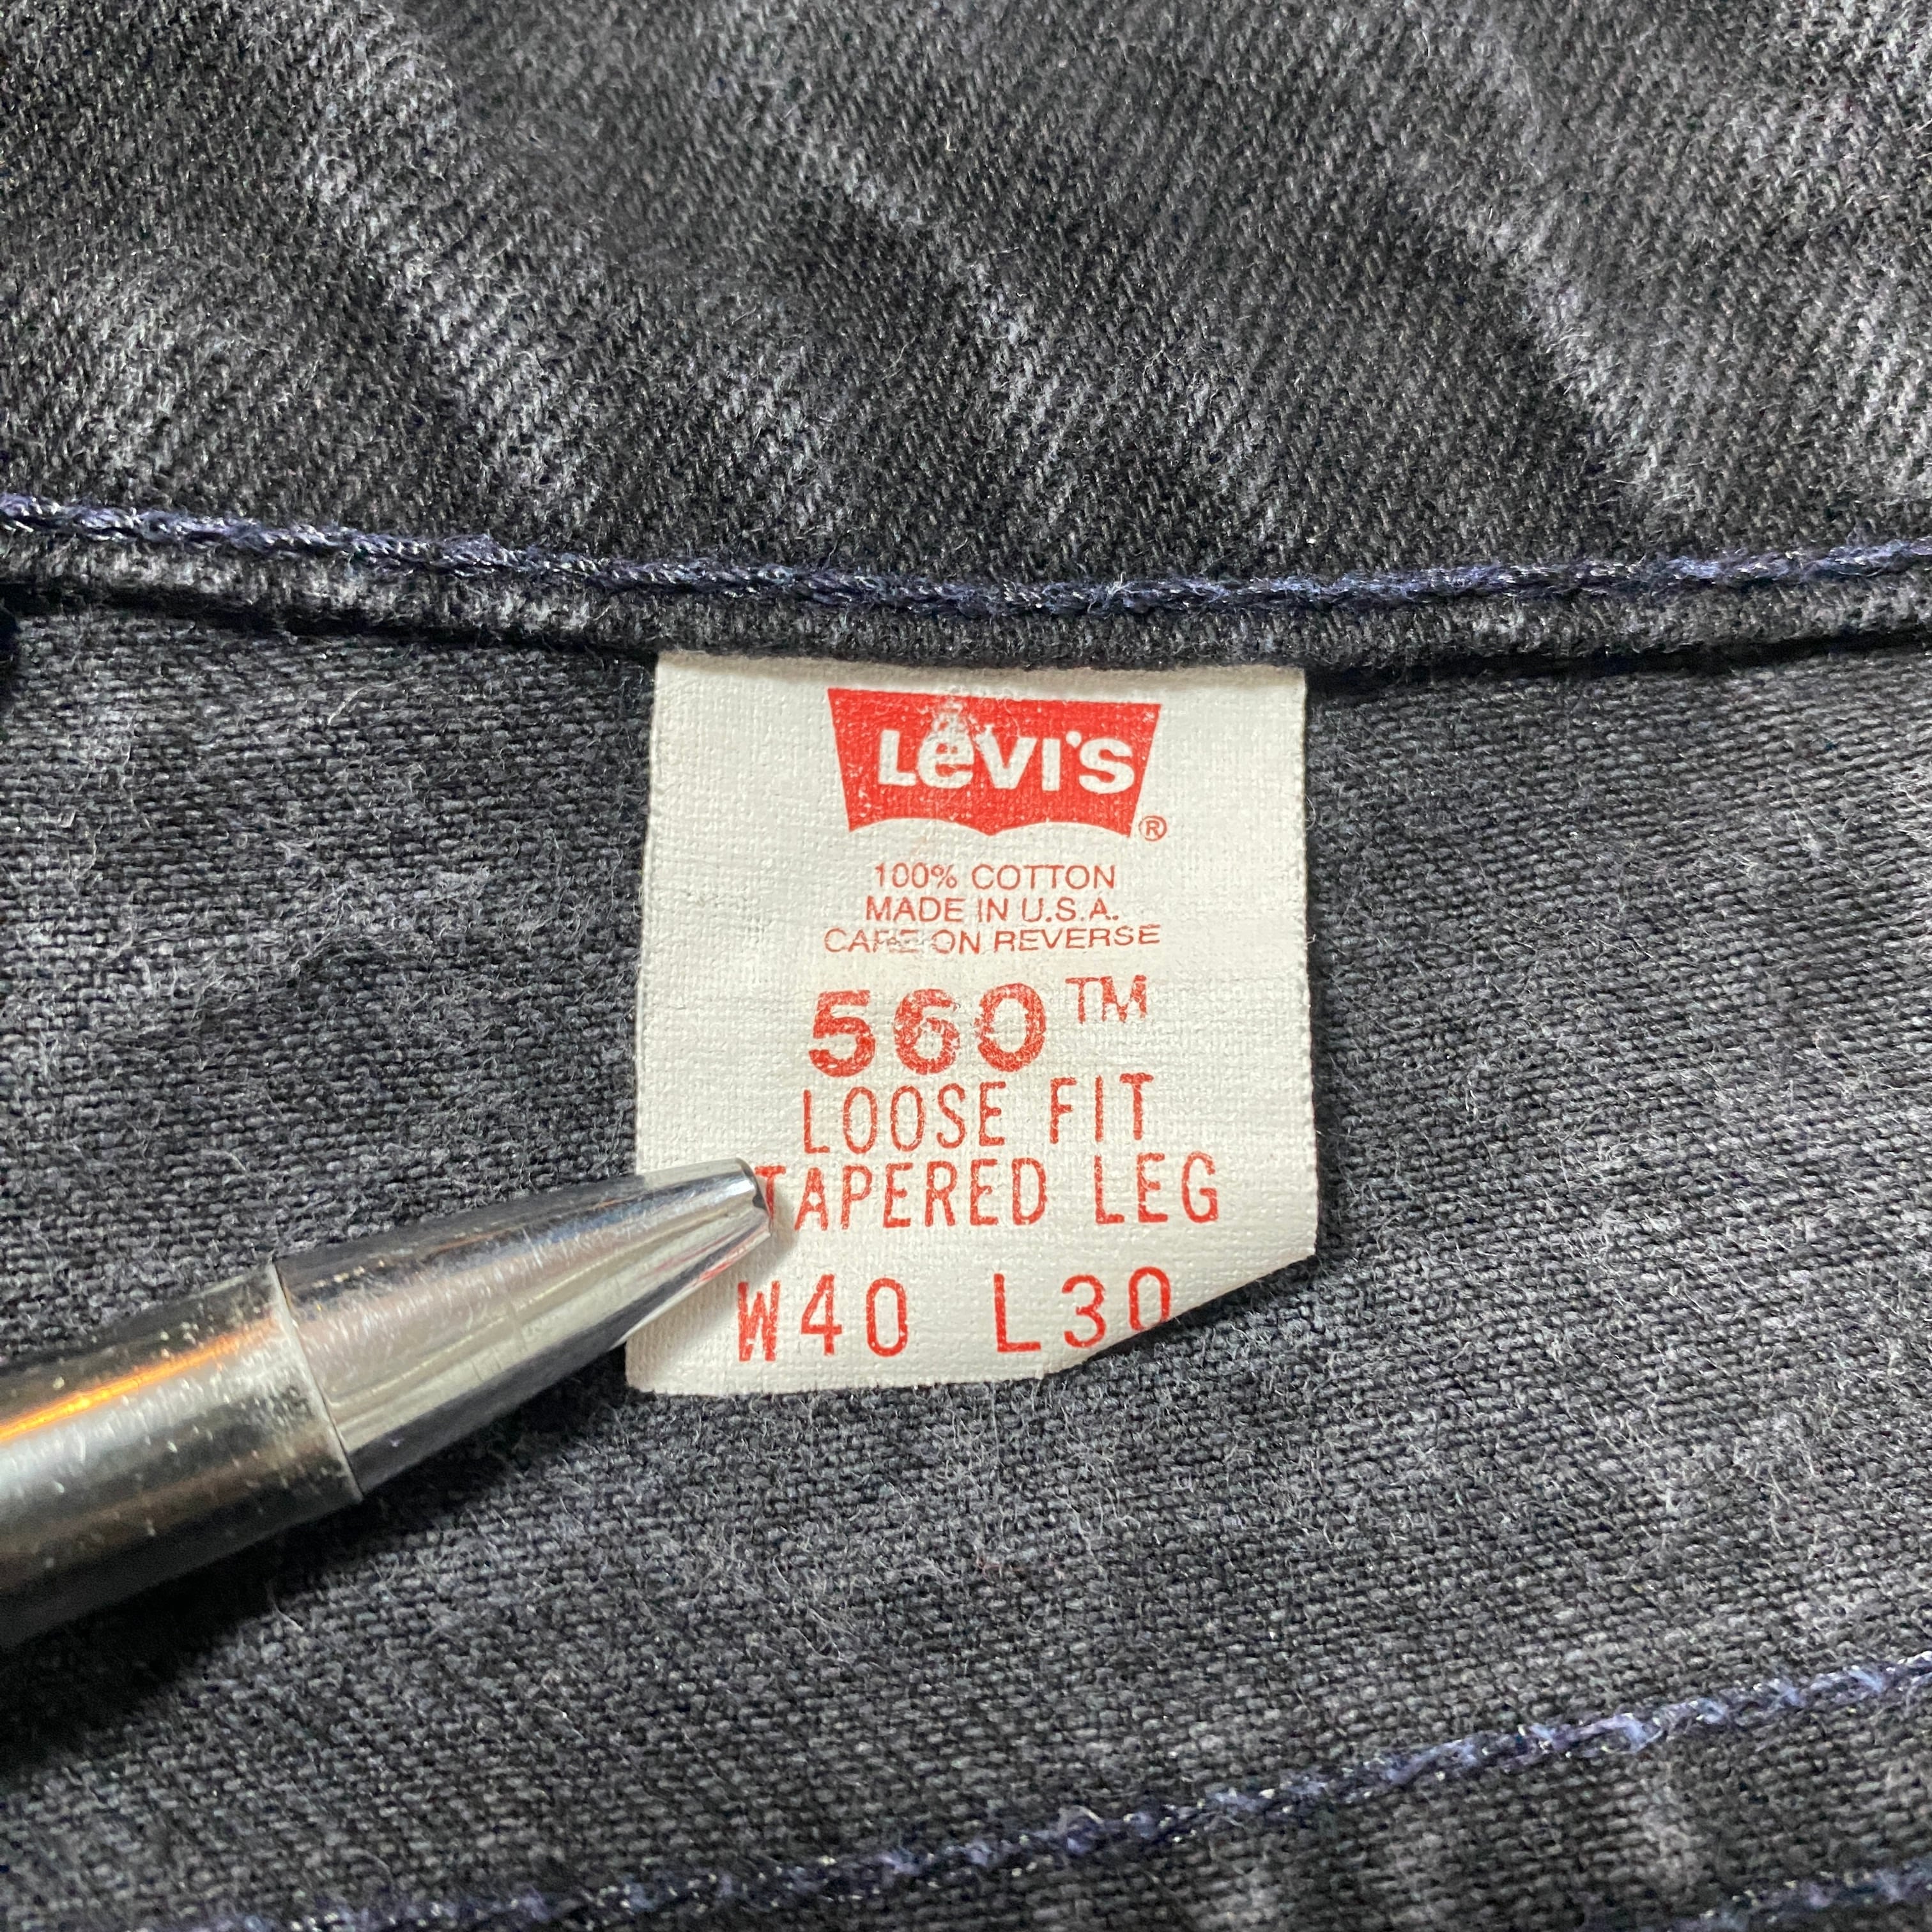 Levi's
®
100% COTTON
MADE IN U.S.A.
CARE ON REVERSE
560™
LOOSE FIT
TAPERED LEG
W40 L30